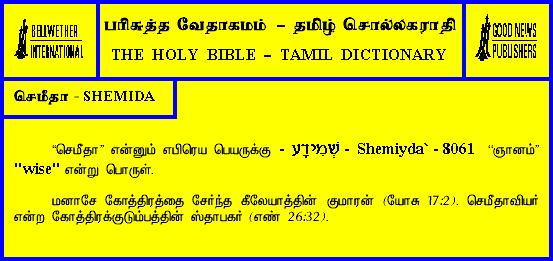 BELLWETHER
INTERNATIONAL
பரிசுத்த வேதாகமம் – தமிழ் சொல்லகராதி
THE HOLY BIBLE – TAMIL DICTIONARY
GOOD NEWS
PUBLISHERS
செமீதா - SHEMIDA
“செமீதா” என்னும் எபிரெய பெயருக்கு - שְׁמִידָע - Shemiyda` - 8061 “ஞானம்”
"wise" என்று பொருள்.
மனாசே கோத்திரத்தை சேர்ந்த கீலேயாத்தின் குமாரன் (யோசு 17:2). செமீதாவியர்
என்ற கோத்திரக்குடும்பத்தின் ஸ்தாபகர் (எண் 26:32).